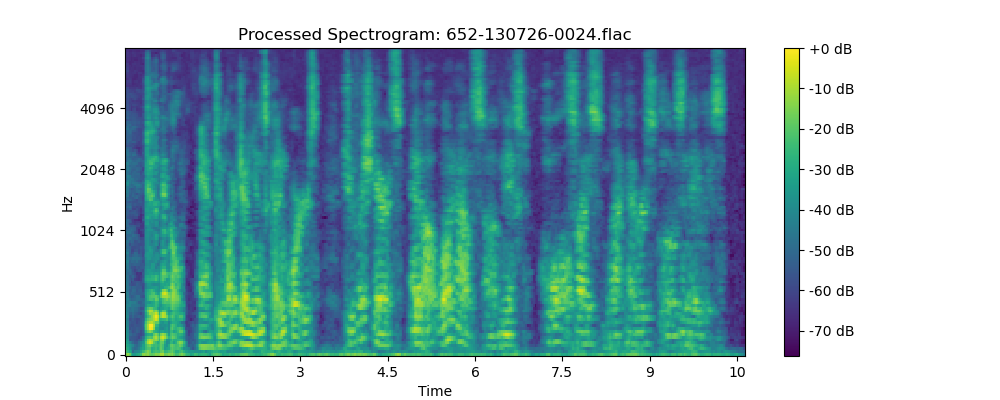 Processed Spectrogram: 652-130726-0024.flac
Hz
4096
2048
1024
512
0
0 1.5 3 4.5 6 7.5 9 10
Time
+0 dB
-10 dB
-20 dB
-30 dB
-40 dB
-50 dB
-60 dB
-70 dB